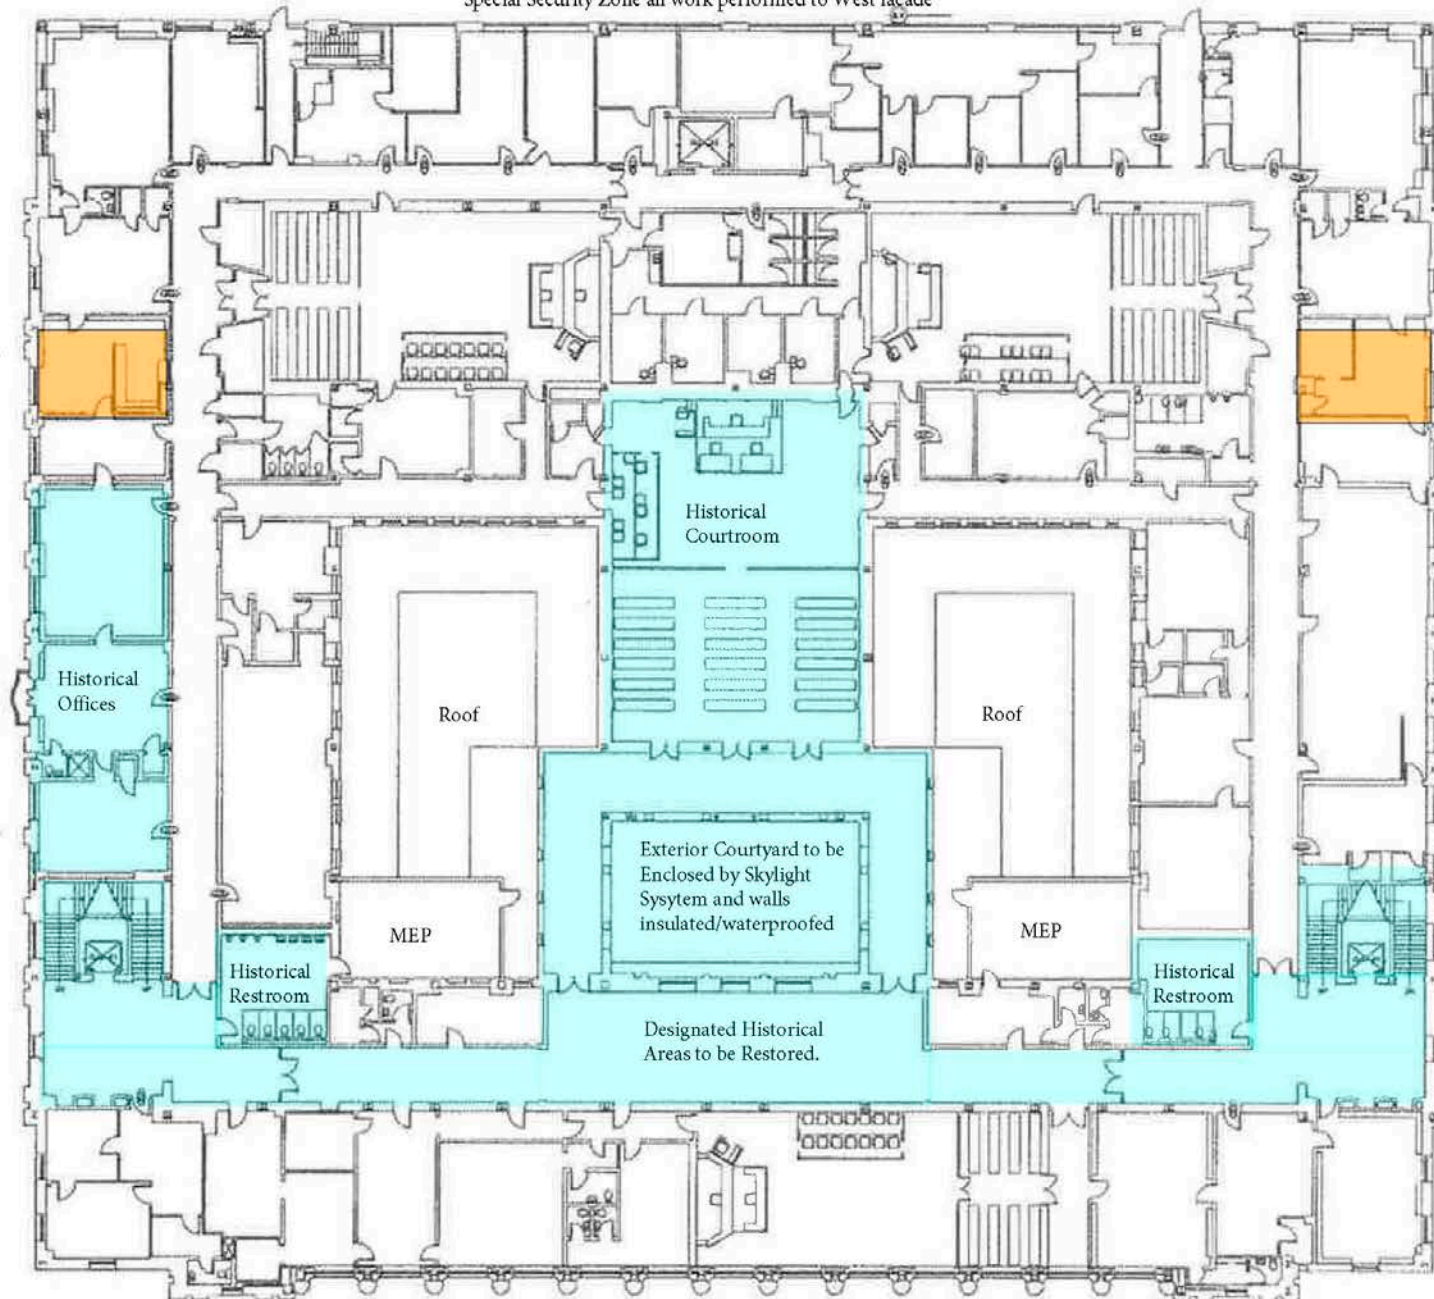 Special Security Zone all work performed to West facade
Historical
Courtroom
Historical
Offices
Roof
Roof
Exterior Courtyard to be
Enclosed by Skylight
Sysytem and walls
insulated/waterproofed
MEP
MEP
Historical
Restroom
Historical
Restroom
Designated Historical
Areas to be Restored.